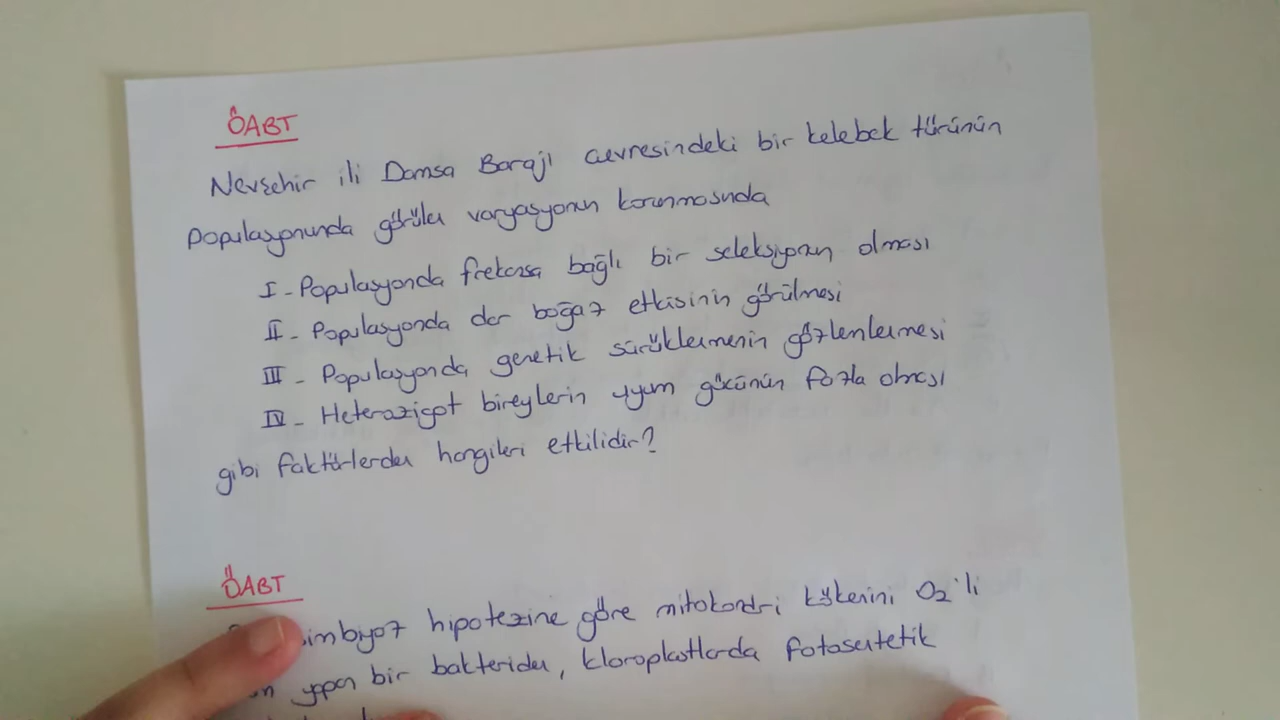 ÖABT
Nevşehir ili Damsa Barajı çevresindeki bir kelebek türünün
populasyonunda görülen varyasyonun korunmasında
I - Populasyonda frekansa bağlı bir seleksiyonun olması
II - Populasyonda dar boğaz etkisinin görülmesi
III - Populasyonda genetik sürüklenmenin gözlenlenmesi
IV - Heterozigot bireylerin uyum gücünün fazla olması
gibi faktörlerden hangileri etkilidir?
ÖABT
hipotezine göre mitokondri kökenini O2'li
yapan bir bakteriden, kloroplastlarda fotosentetik